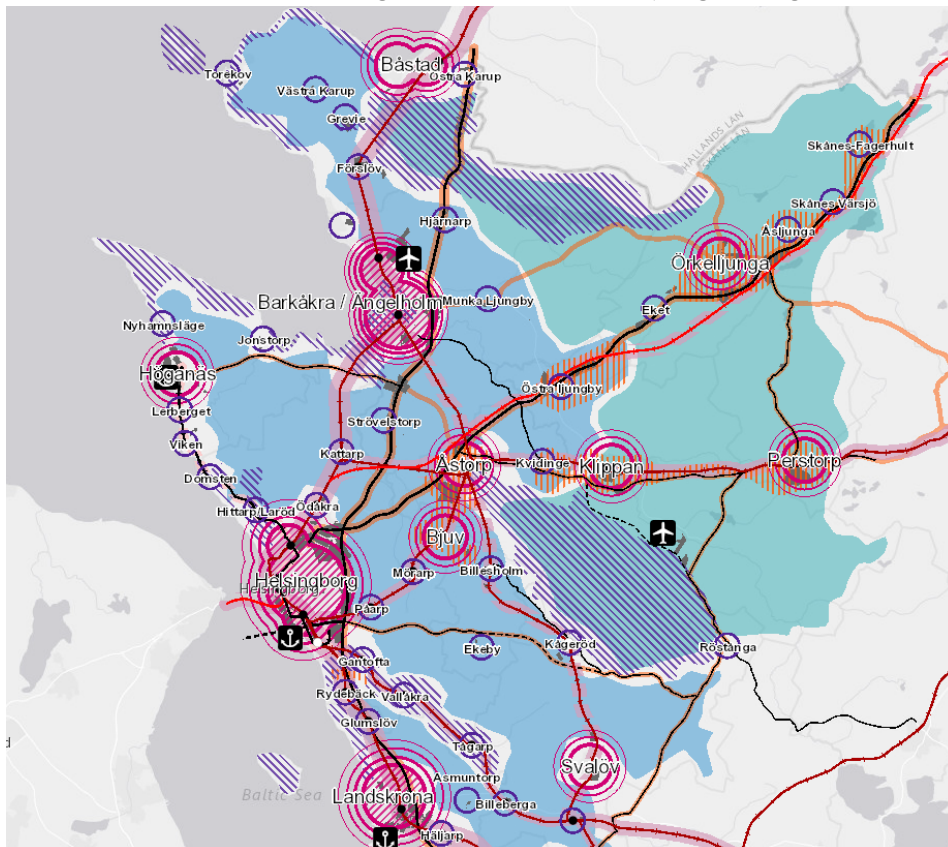 Båstad
Torekov
Östra Karup
Västra Karup
Grevie
HALLANDS LÄN
SKÅNE LÄN
Skånes-Fagerhult
Förslöv
Skånes Värsjö
Hjärnarp
Åsljunga
Örkelljunga
Barkåkra / Ängelholm
Munka Ljungby
Eket
Nyhamnsläge
Jonstorp
Höganäs
Östra ljungby
Lerberget
Strövelstorp
Viken
Kattarp
Åstorp
Kvidinge
Klippan
Perstorp
Domsten
Hittarp/Laröd
Ödåkra
Bjuv
Helsingborg
Helsingborg
Mörarp
Billesholm
Påarp
Ekeby
Kågeröd
Röstånga
Gantofta
Rydebäck
Vallåkra
Glumslöv
Tågarp
Svalöv
Asmuntorp
Baltic Sea
Landskrona
Billeberga
Häljarp
d